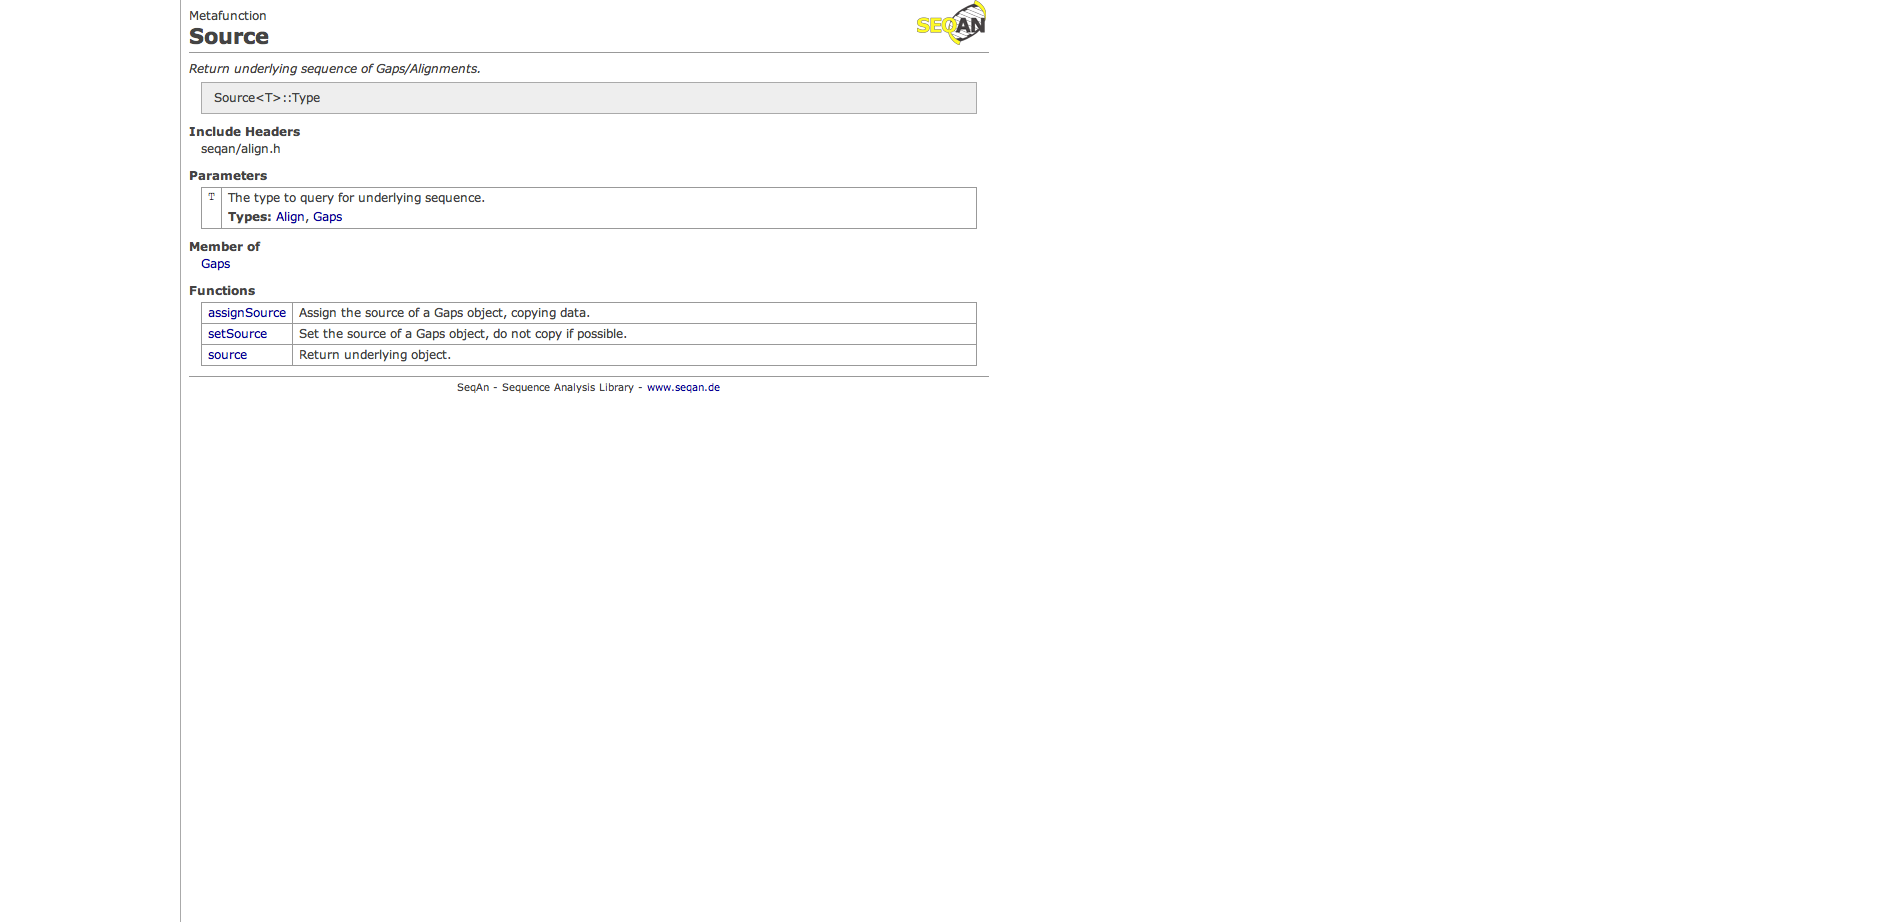 Metafunction
SEQAN
Source
Return underlying sequence of Gaps/Alignments.
Source<T>::Type
Include Headers
seqan/align.h
Parameters
T The type to query for underlying sequence.
Types: Align, Gaps
Member of
Gaps
Functions
assignSource Assign the source of a Gaps object, copying data.
setSource Set the source of a Gaps object, do not copy if possible.
source Return underlying object.
SeqAn - Sequence Analysis Library - www.seqan.de